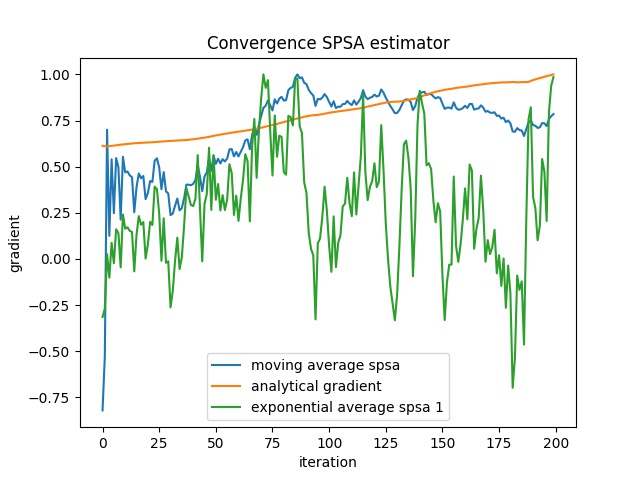 Convergence SPSA estimator
1.00
0.75
0.50
0.25
0.00
−0.25
−0.50
−0.75
gradient
moving average spsa
analytical gradient
exponential average spsa 1
0 25 50 75 100 125 150 175 200
iteration